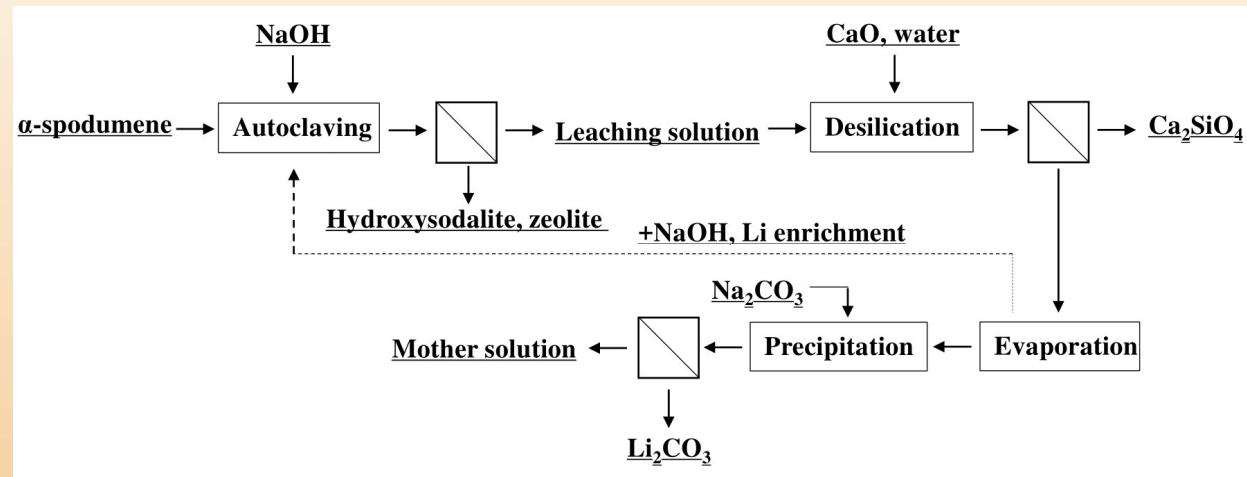 NaOH
CaO, water
α-spodumene
Autoclaving
Leaching solution
Desilication
Ca₂SiO₄
Hydroxysodalite, zeolite
+NaOH, Li enrichment
Na₂CO₃
Mother solution
Precipitation
Evaporation
Li₂CO₃